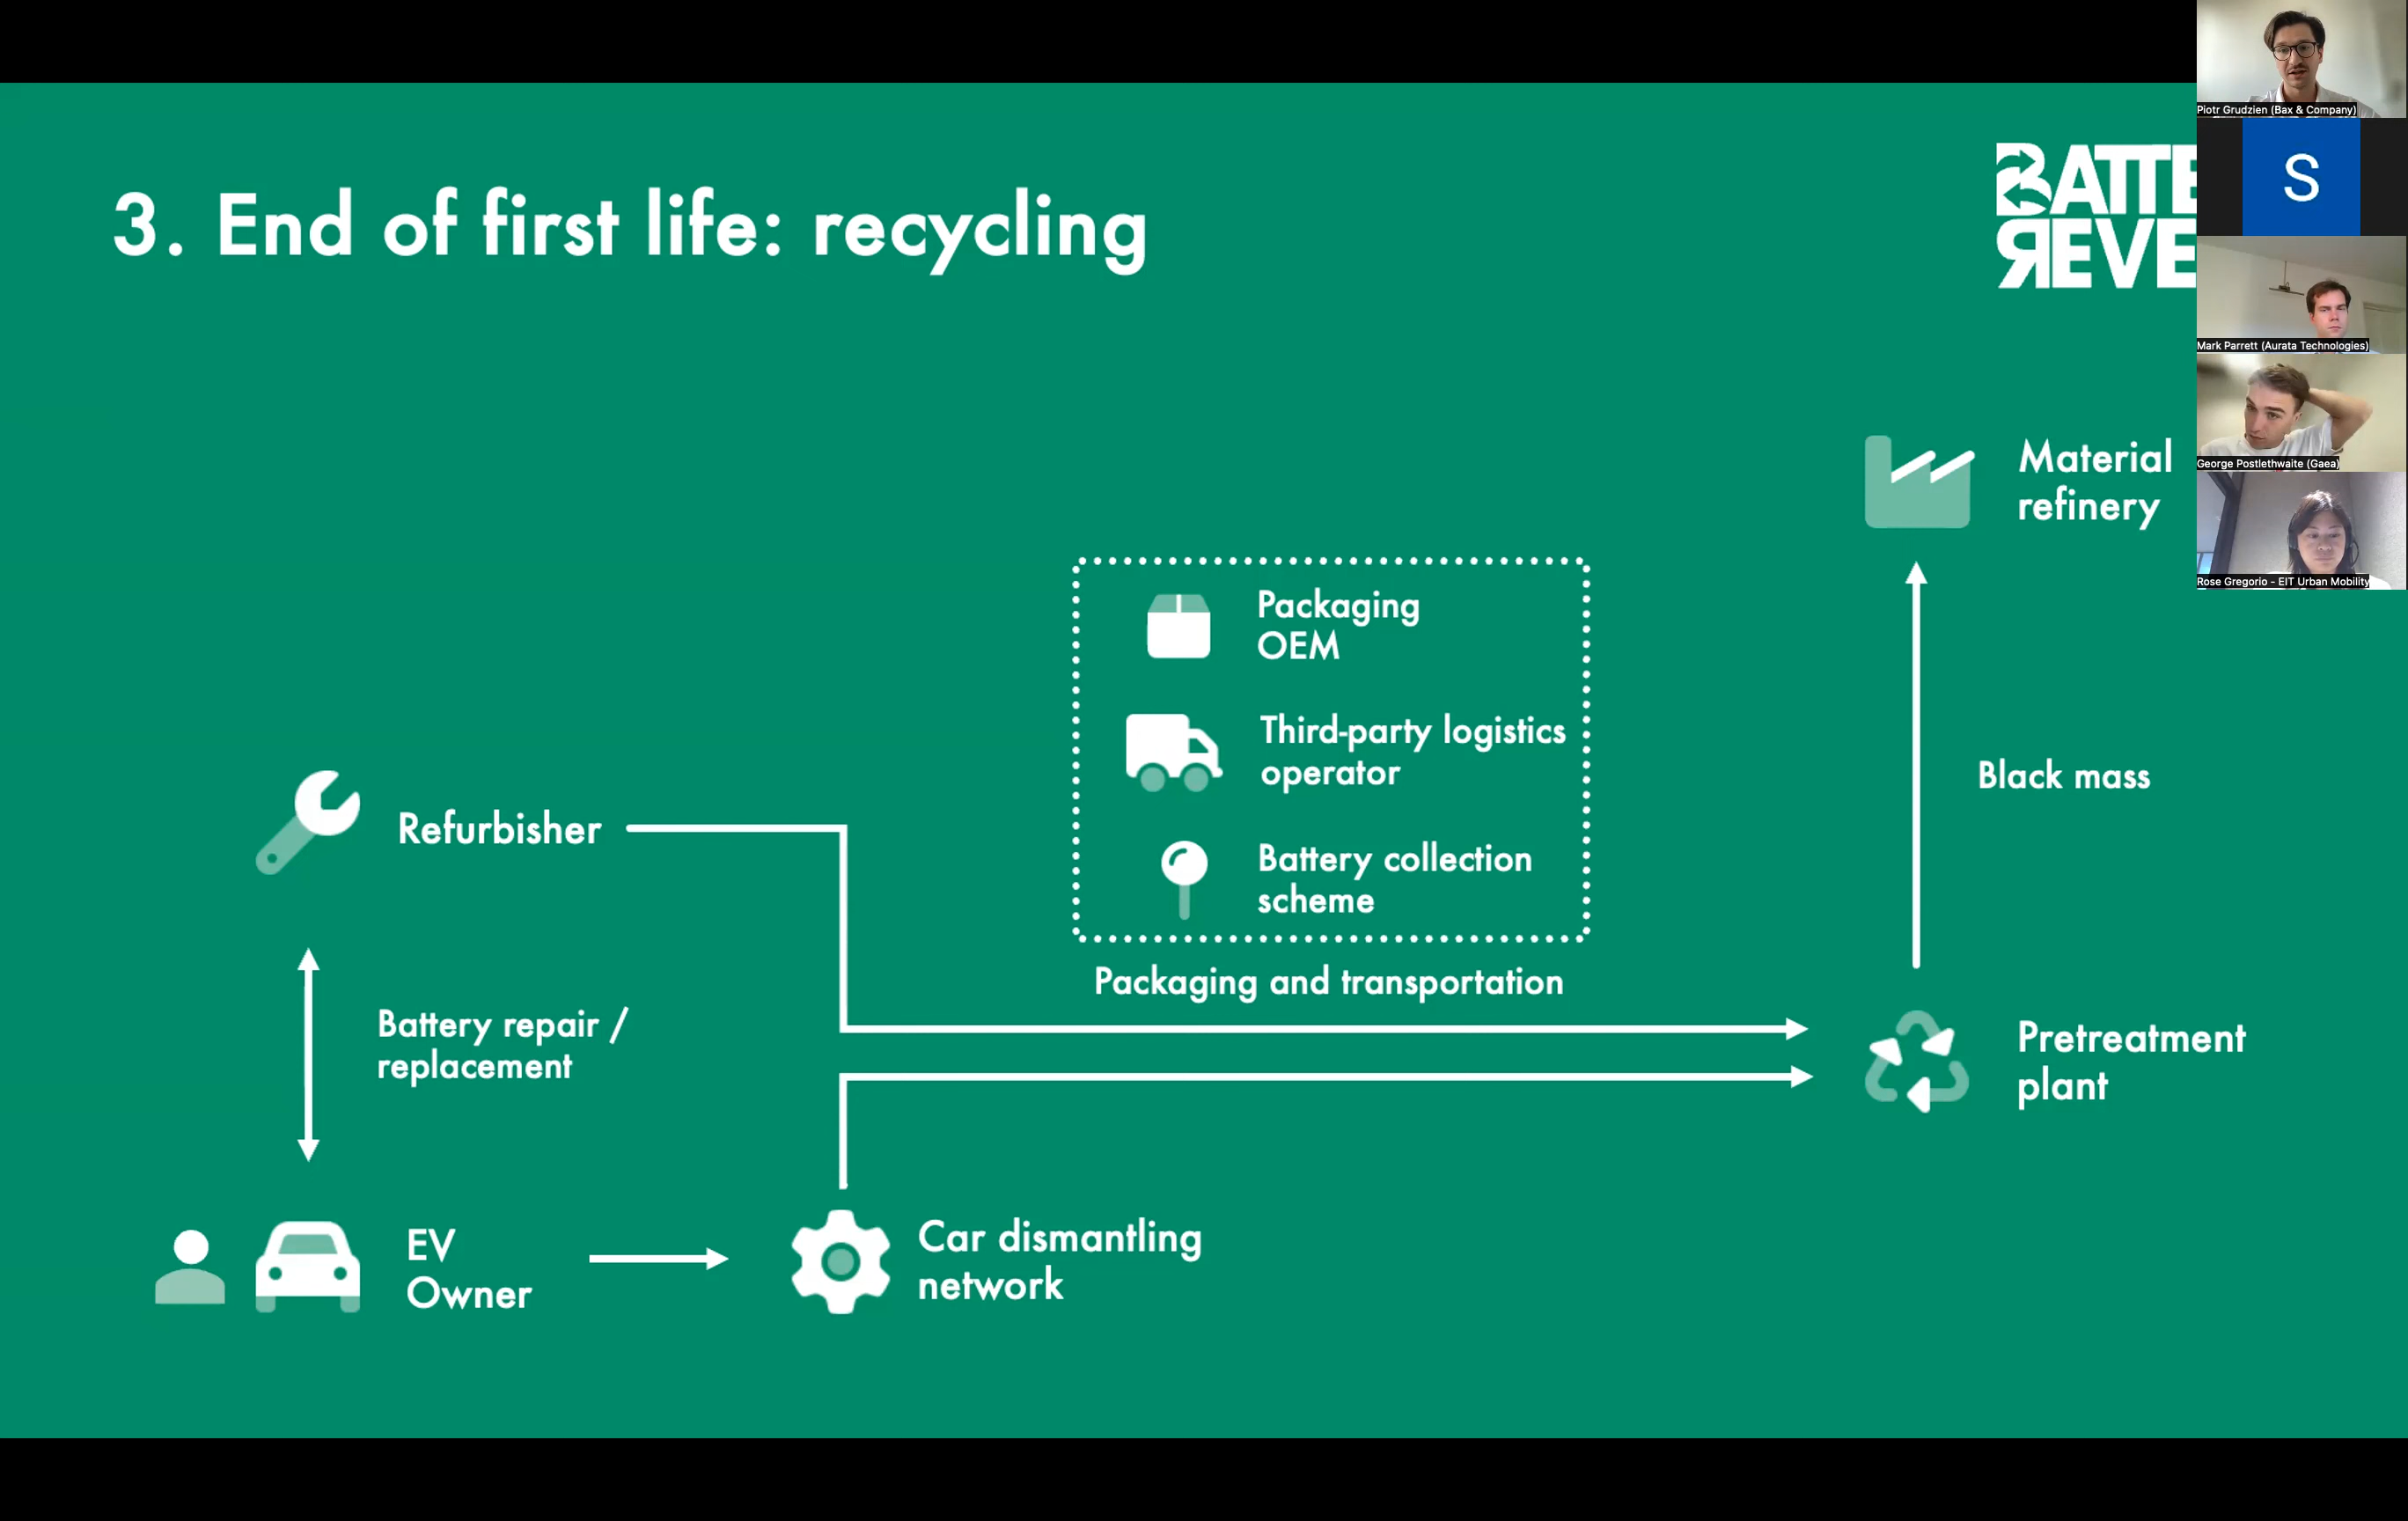 3. End of first life: recycling
BATTE
REVE
Material
refinery
Packaging
OEM
Third-party logistics
operator
Battery collection
scheme
Packaging and transportation
Black mass
Refurbisher
Battery repair /
replacement
Pretreatment
plant
EV
Owner
Car dismantling
network
Piotr Grudzien (Bax & Company)
S
Mark Parrett (Aurata Technologies)
George Postlethwaite (Gaea)
Rose Gregorio - EIT Urban Mobility